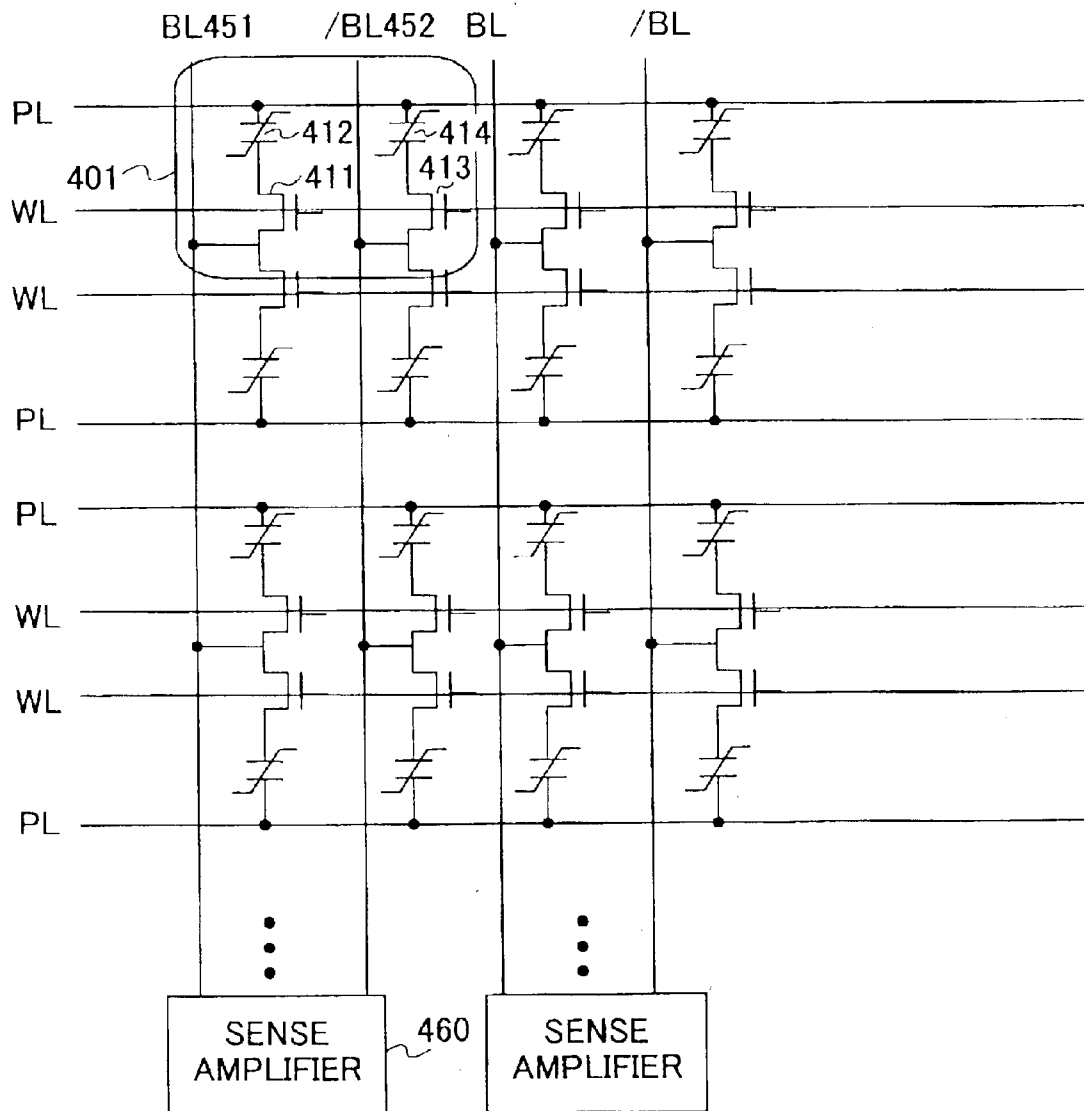 BL451 /BL452 BL /BL
PL
412 414
401 411 413
WL
WL
PL
PL
WL
WL
PL
SENSE AMPLIFIER
460
SENSE AMPLIFIER